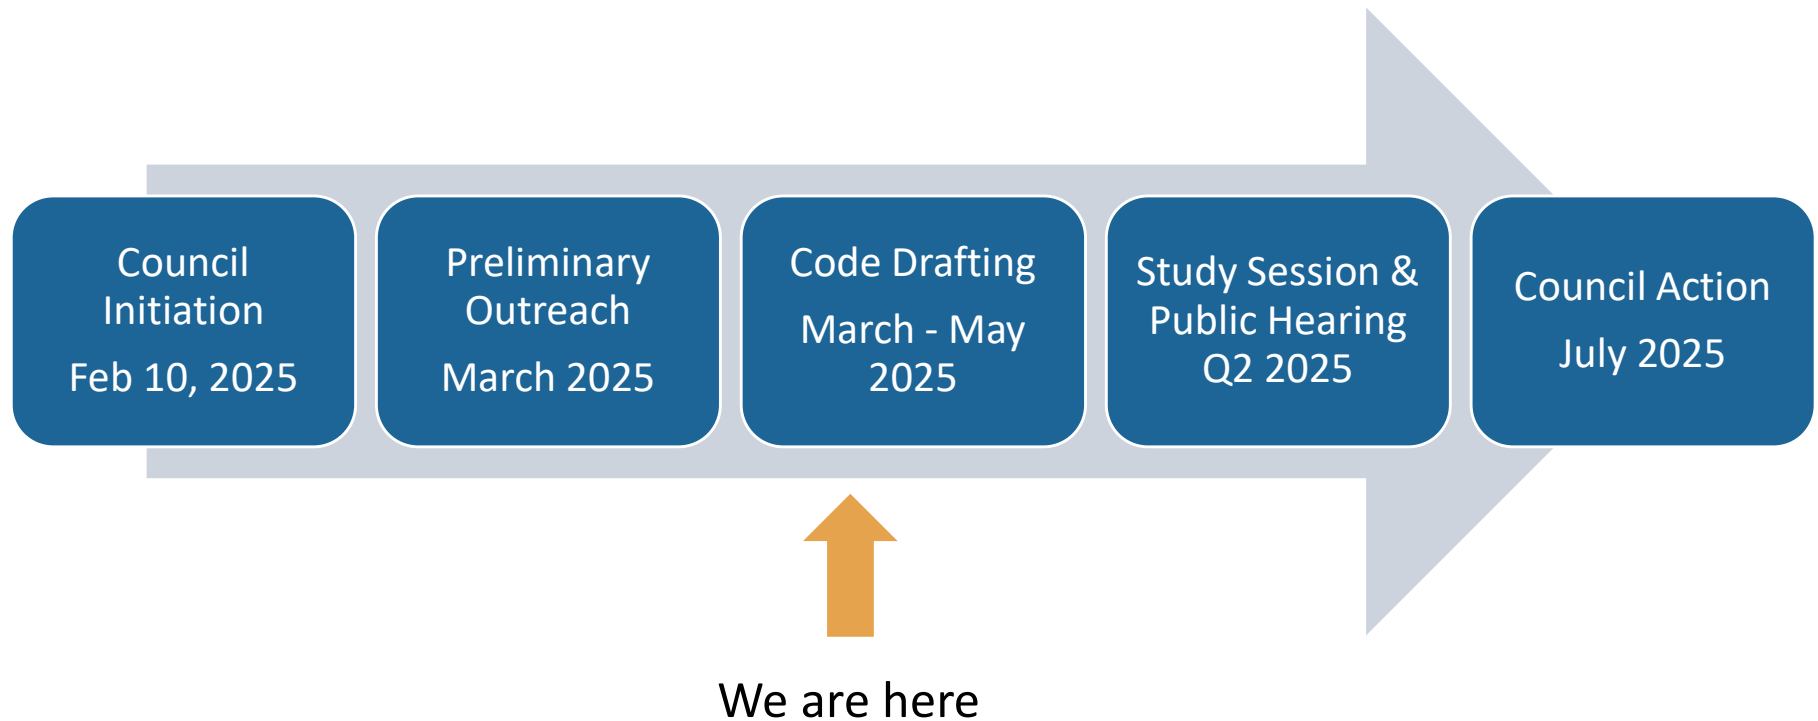 Council
Initiation
Feb 10, 2025
Preliminary
Outreach
March 2025
Code Drafting
March - May
2025
Study Session &
Public Hearing
Q2 2025
Council Action
July 2025
We are here